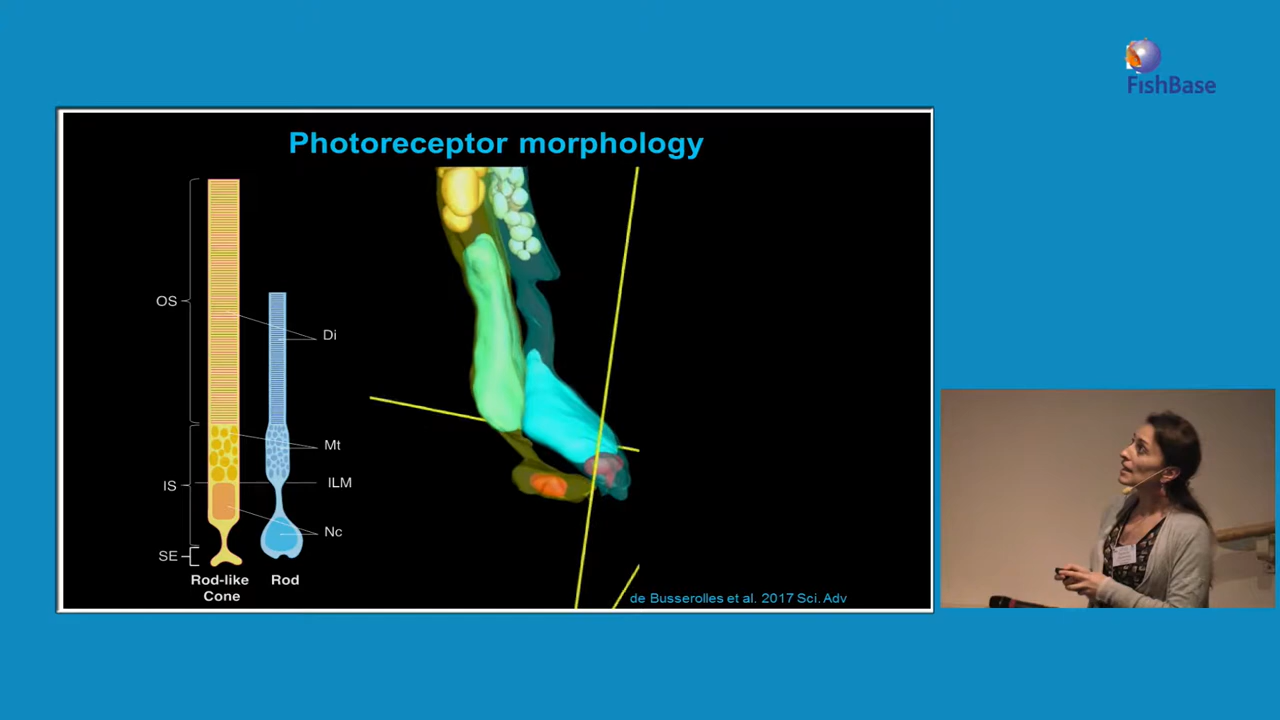 FishBase
Photoreceptor morphology
OS
Di
Mt
IS
ILM
Nc
SE
Rod-like
Cone
Rod
de Busserolles et al. 2017 Sci. Adv